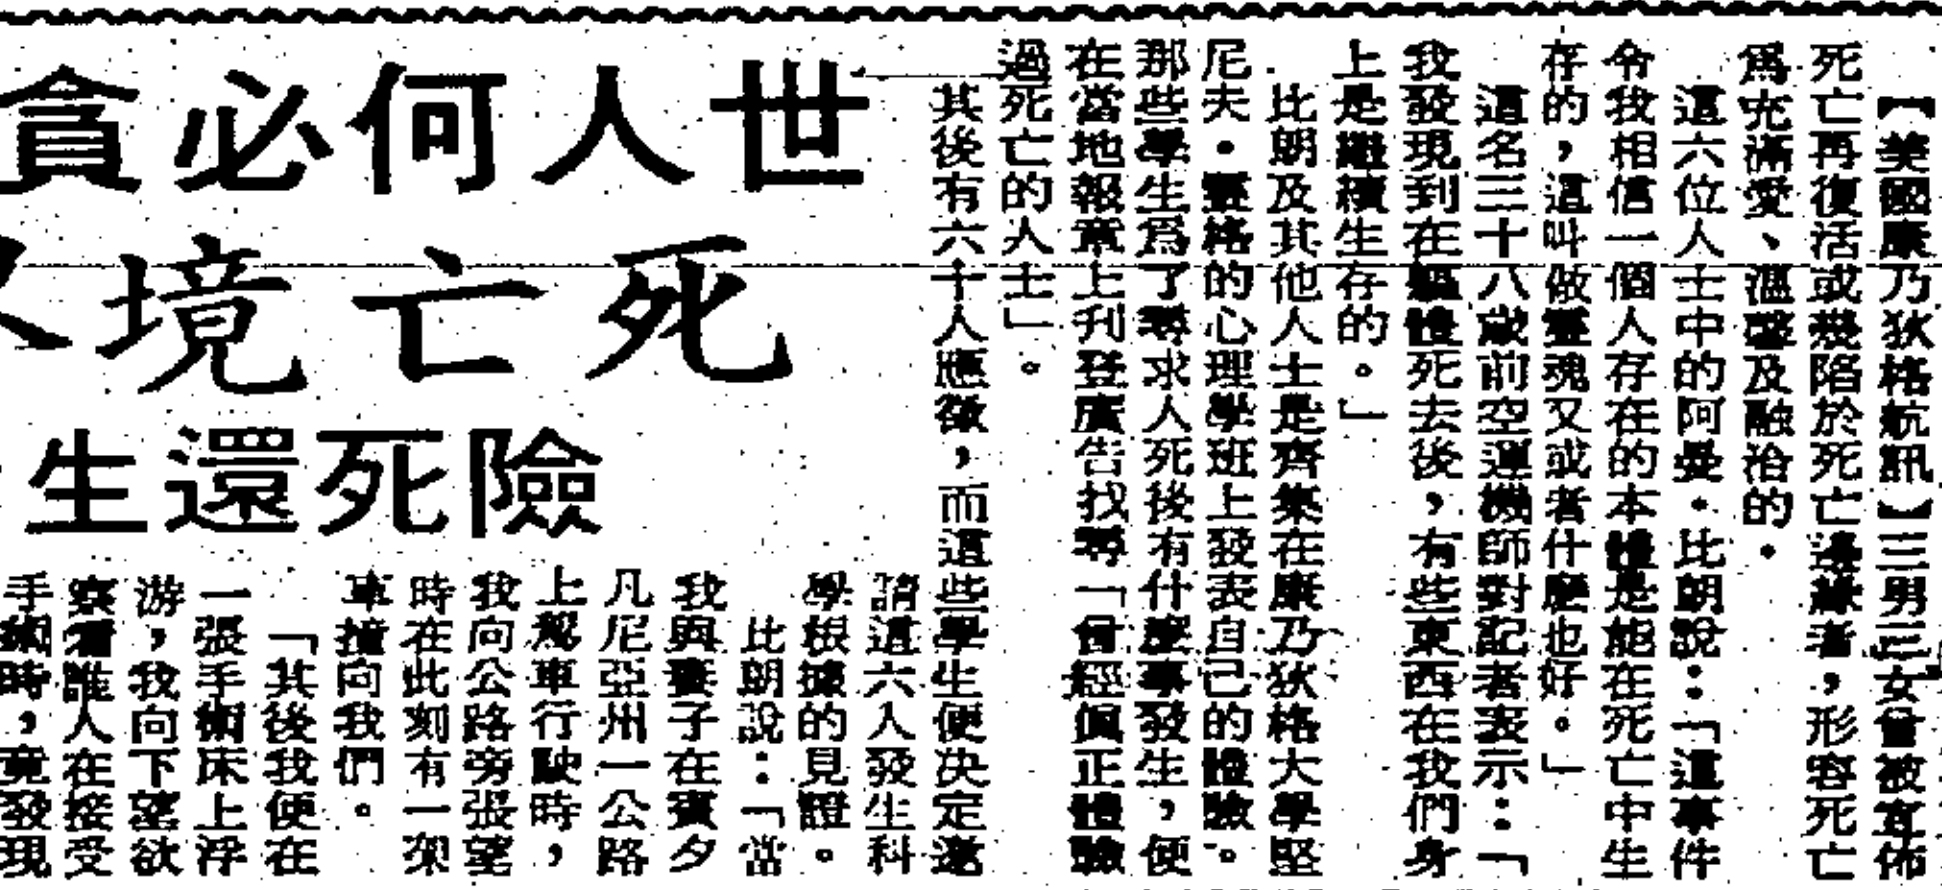 世人何必貪
死亡境
險死還生
【美國康乃狄格航訊】三男三女曾被宣佈
死亡再復活或幾陷於死亡邊緣者，形容死亡
爲充滿愛、溫馨及融洽的。
這六位人士中的阿曼·比朗說：「這事件
令我相信一個人存在的本體是能在死亡中生
存的，這叫做靈魂又或者什麼也好。」
這名三十八歲前空運機師對記者表示：「
我發現到在軀體死去後，有些東西在我們身
上是繼續生存的。」
比朗及其他人士是齊集在康乃狄格大學堅
尼夫·靈格的心理學班上發表自己的體驗。
那些學生爲了尋求人死後有什麼事發生，便
在當地報章上刋登廣告找尋「曾經眞正體驗
過死亡的人士」。
其後有六十人應徵，而這些學生便決定邀
請這六人發生科
學根據的見證。
比朗說：「當
我與妻子在賓夕
凡尼亞州一公路
上駕車行駛時，
我向公路旁張望
時在此刻有一架
車撞向我們。
「其後我便在
一張手術床上浮
游，我向下望欲
察看誰人在接受
手術時，竟發現